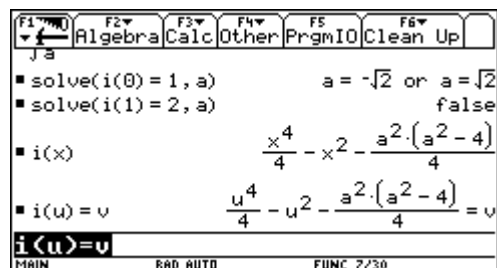 F1 F2 F3 F4 F5 F6
Algebra Calc Other PrgmIO Clean Up
∫a
▪ solve(i(0) = 1, a) a = -√2 or a = √2
▪ solve(i(1) = 2, a) false
▪ i(x) x^4/4 - x^2 - a^2·(a^2 - 4)/4
▪ i(u) = v u^4/4 - u^2 - a^2·(a^2 - 4)/4 = v
i(u)=v
MAIN RAD AUTO FUNC 7/30